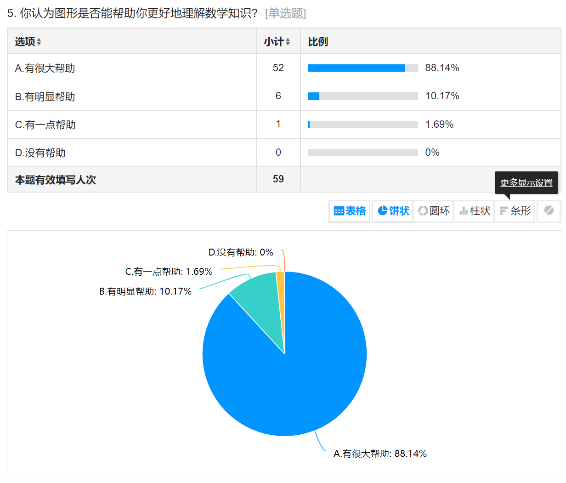 5. 你认为图形是否能帮助你更好地理解数学知识？ [单选题]
选项 小计 比例
A.有很大帮助 52 88.14%
B.有明显帮助 6 10.17%
C.有一点帮助 1 1.69%
D.没有帮助 0 0%
本题有效填写人次 59
更多显示设置
表格 饼状 圆环 柱状 条形
D.没有帮助: 0%
C.有一点帮助: 1.69%
B.有明显帮助: 10.17%
A.有很大帮助: 88.14%